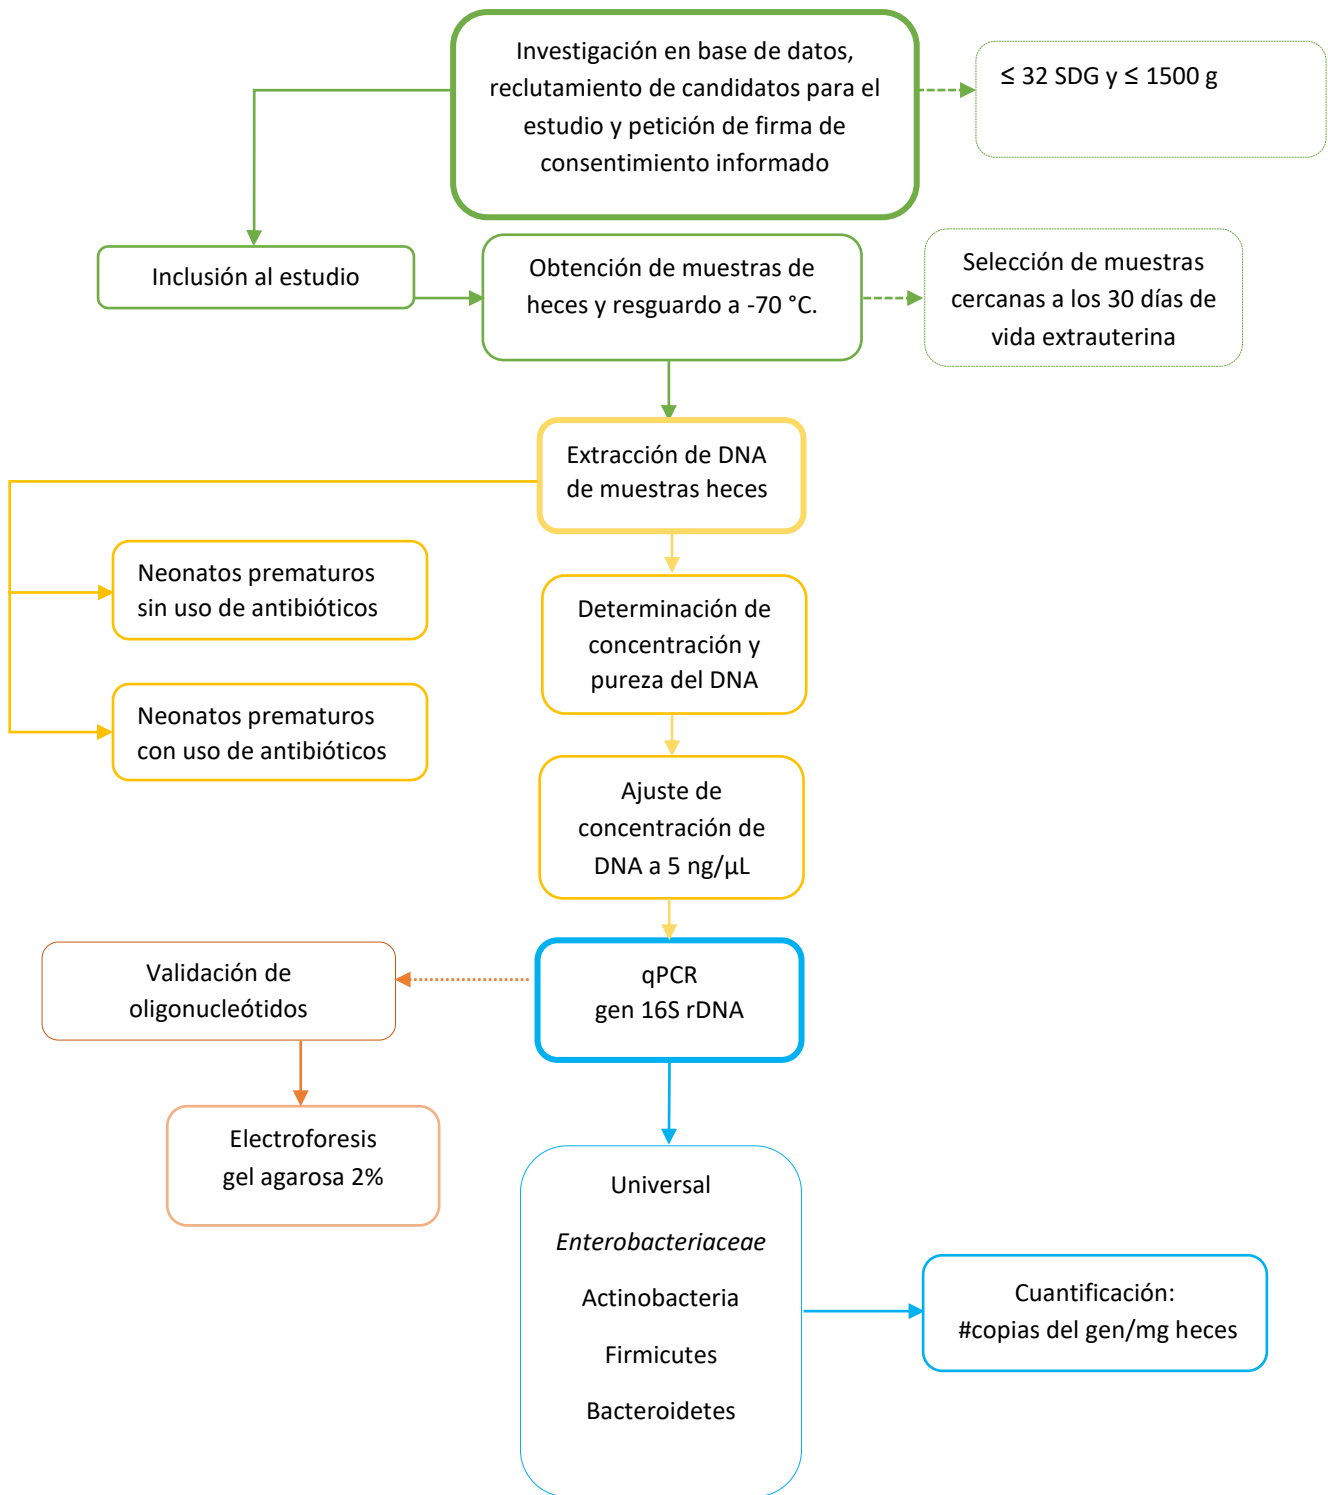 Investigación en base de datos,
reclutamiento de candidatos para el
estudio y petición de firma de
consentimiento informado
≤ 32 SDG y ≤ 1500 g
Inclusión al estudio
Obtención de muestras de
heces y resguardo a -70 °C.
Selección de muestras
cercanas a los 30 días de
vida extrauterina
Extracción de DNA
de muestras heces
Neonatos prematuros
sin uso de antibióticos
Determinación de
concentración y
pureza del DNA
Neonatos prematuros
con uso de antibióticos
Ajuste de
concentración de
DNA a 5 ng/µL
Validación de
oligonucleótidos
qPCR
gen 16S rDNA
Electroforesis
gel agarosa 2%
Universal
Enterobacteriaceae
Actinobacteria
Firmicutes
Bacteroidetes
Cuantificación:
#copias del gen/mg heces